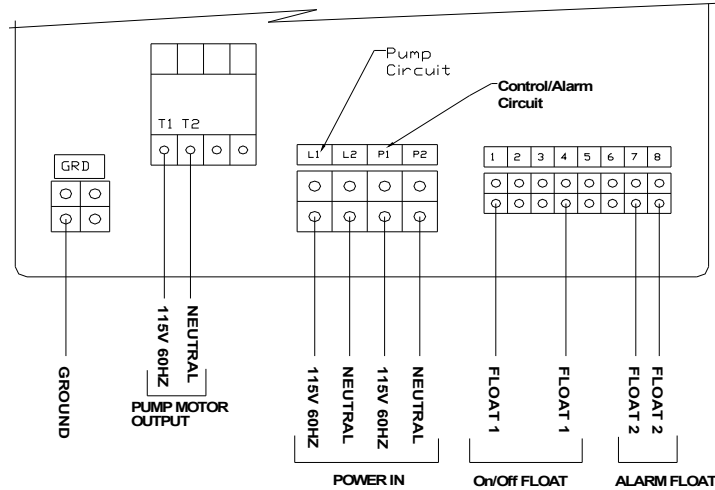 Pump
Circuit
Control/Alarm
Circuit
T1 T2
GRD
L1 L2 P1 P2
1 2 3 4 5 6 7 8
GROUND
115V 60HZ
NEUTRAL
PUMP MOTOR
OUTPUT
115V 60HZ
NEUTRAL
115V 60HZ
NEUTRAL
POWER IN
FLOAT 1
FLOAT 1
On/Off FLOAT
FLOAT 2
FLOAT 2
ALARM FLOAT